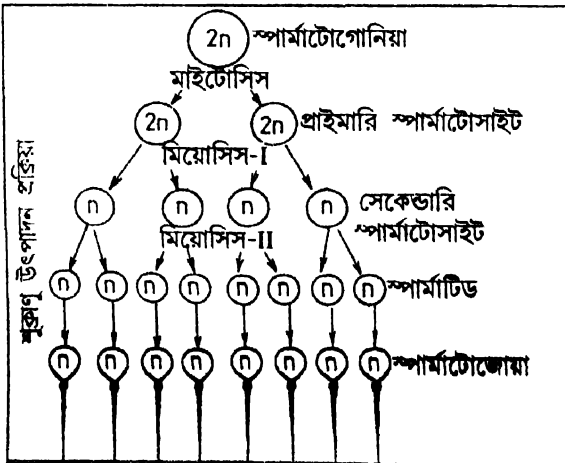 2n স্পার্মাটোগোনিয়া
মাইটোসিস
2n 2n প্রাইমারি স্পার্মাটোসাইট
মিয়োসিস-I
n n n n সেকেন্ডারি
স্পার্মাটোসাইট
মিয়োসিস-II
n n n n n n n n স্পার্মাটিড
n n n n n n n n স্পার্মাটোজোয়া
শুক্রাণু উৎপাদন প্রক্রিয়া